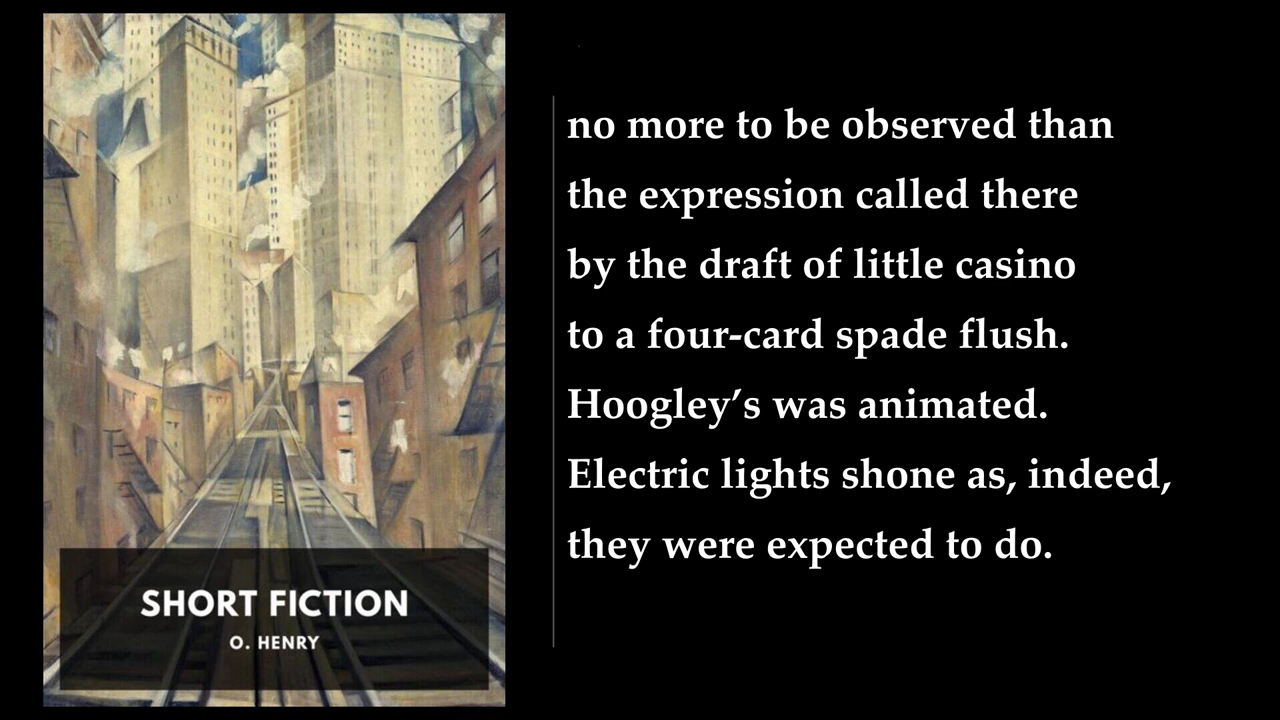 SHORT FICTION
O. HENRY
no more to be observed than
the expression called there
by the draft of little casino
to a four-card spade flush.
Hoogley’s was animated.
Electric lights shone as, indeed,
they were expected to do.